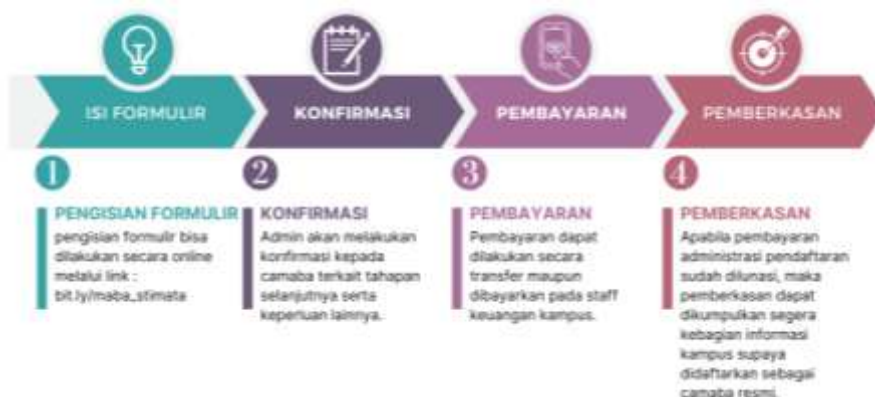 ISI FORMULIR
KONFIRMASI
PEMBAYARAN
PEMBERKASAN
1
PENGISIAN FORMULIR
pengisian formulir bisa
dilakukan secara online
melalui link :
bit.ly/maba_stimata
2
KONFIRMASI
Admin akan melakukan
konfirmasi kepada
camaba terkait tahapan
selanjutnya serta
keperluan lainnya.
3
PEMBAYARAN
Pembayaran dapat
dilakukan secara
transfer maupun
dibayarkan pada staff
keuangan kampus.
4
PEMBERKASAN
Apabila pembayaran
administrasi pendaftaran
sudah dilunasi, maka
pemberkasan dapat
dikumpulkan segera
kebagian informasi
kampus supaya
didaftarkan sebagai
camaba resmi.